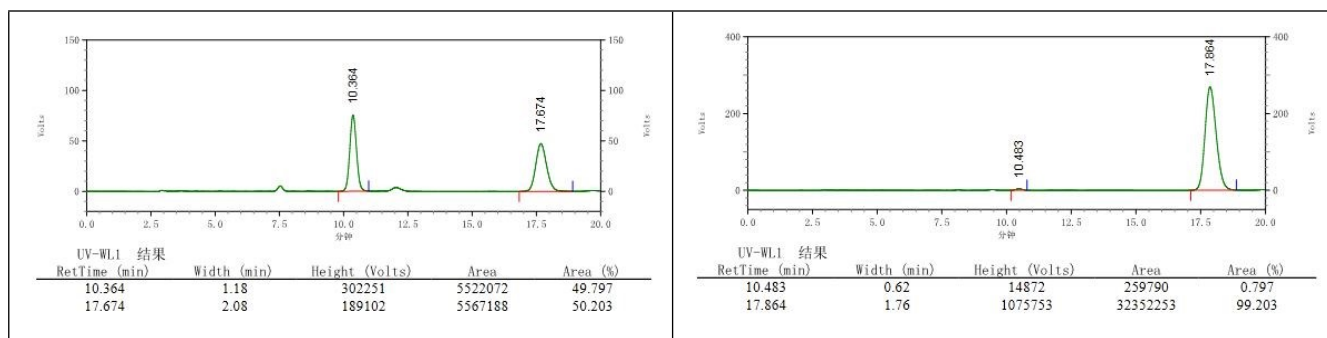 150
150
100
100
50
50
0
0
Volts
Volts
10.364
17.674
0.0
2.5
5.0
7.5
10.0
12.5
15.0
17.5
20.0
分钟
UV-WL1 结果
RetTime (min) Width (min) Height (Volts) Area Area (%)
10.364 1.18 302251 5522072 49.797
17.674 2.08 189102 5567188 50.203
400
400
200
200
0
0
Volts
Volts
10.483
17.864
0.0
2.5
5.0
7.5
10.0
12.5
15.0
17.5
20.0
分钟
UV-WL1 结果
RetTime (min) Width (min) Height (Volts) Area Area (%)
10.483 0.62 14872 259790 0.797
17.864 1.76 1075753 32352253 99.203